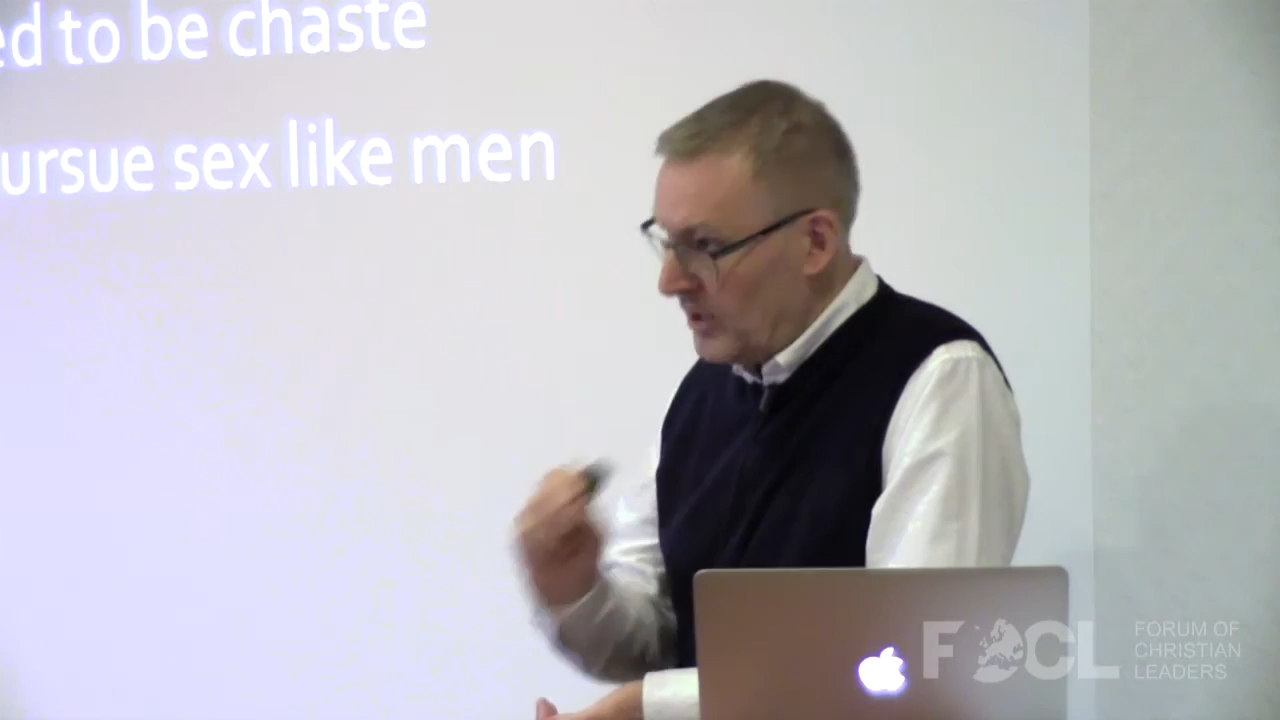 ed to be chaste
ursue sex like men
FOCL
FORUM OF
CHRISTIAN
LEADERS